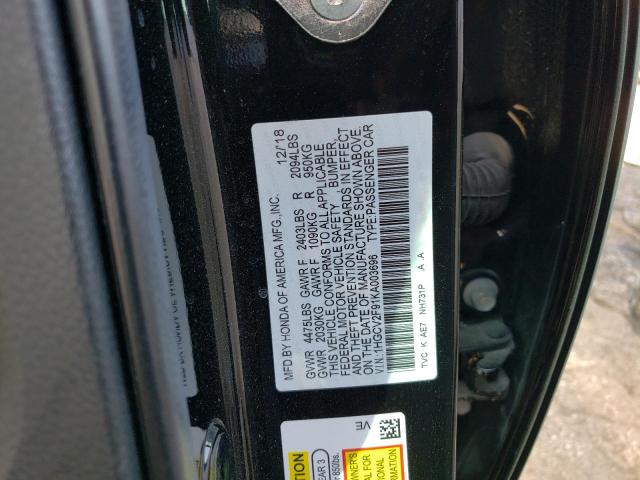 MFD.BY HONDA OF AMERICA MFG.,INC. 12/18
GVWR 4475LBS GAWR F 2403LBS R 2094LBS
GVWR 2030KG GAWR F 1090KG R 950KG
THIS VEHICLE CONFORMS TO ALL APPLICABLE
FEDERAL MOTOR VEHICLE SAFETY , BUMPER,
AND THEFT PREVENTION STANDARDS IN EFFECT
ON THE DATE OF MANUFACTURE SHOWN ABOVE.
V.I.N.:1HGCV2F91KA003696 TYPE:PASSENGER CAR
TVC K AE7 NH731P A A
VE